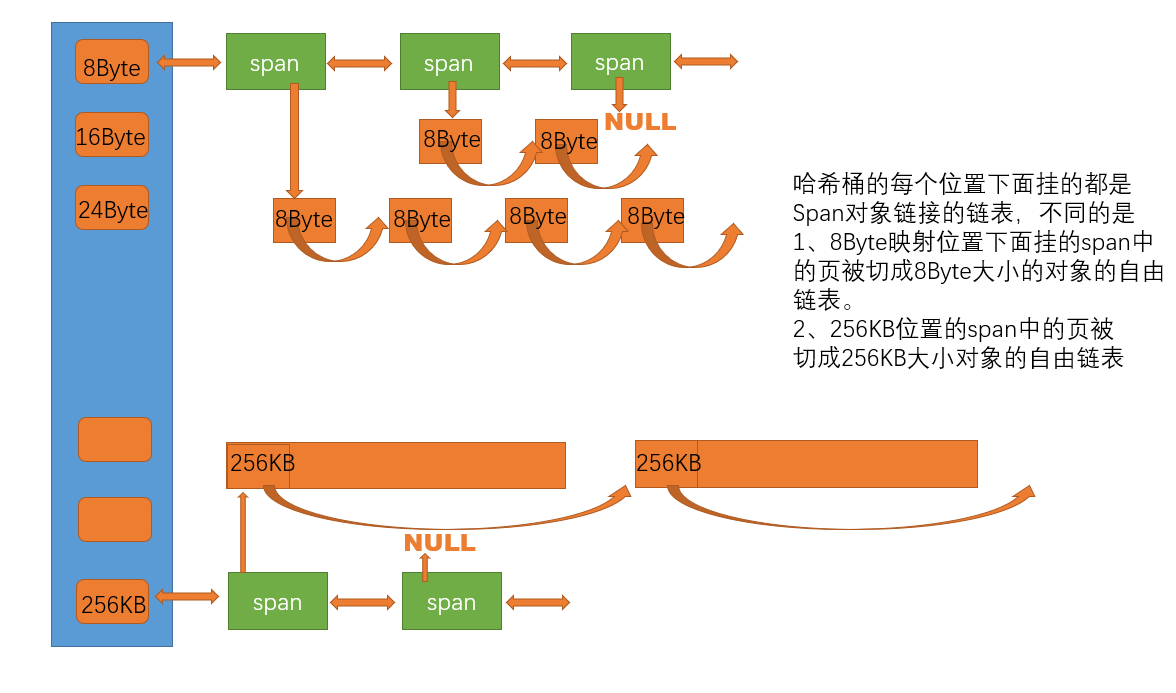 8Byte
span
span
span
16Byte
NULL
8Byte
8Byte
24Byte
8Byte
8Byte
8Byte
8Byte
哈希桶的每个位置下面挂的都是
Span对象链接的链表，不同的是
1、8Byte映射位置下面挂的span中
的页被切成8Byte大小的对象的自由
链表。
2、256KB位置的span中的页被
切成256KB大小对象的自由链表
256KB
256KB
NULL
256KB
span
span